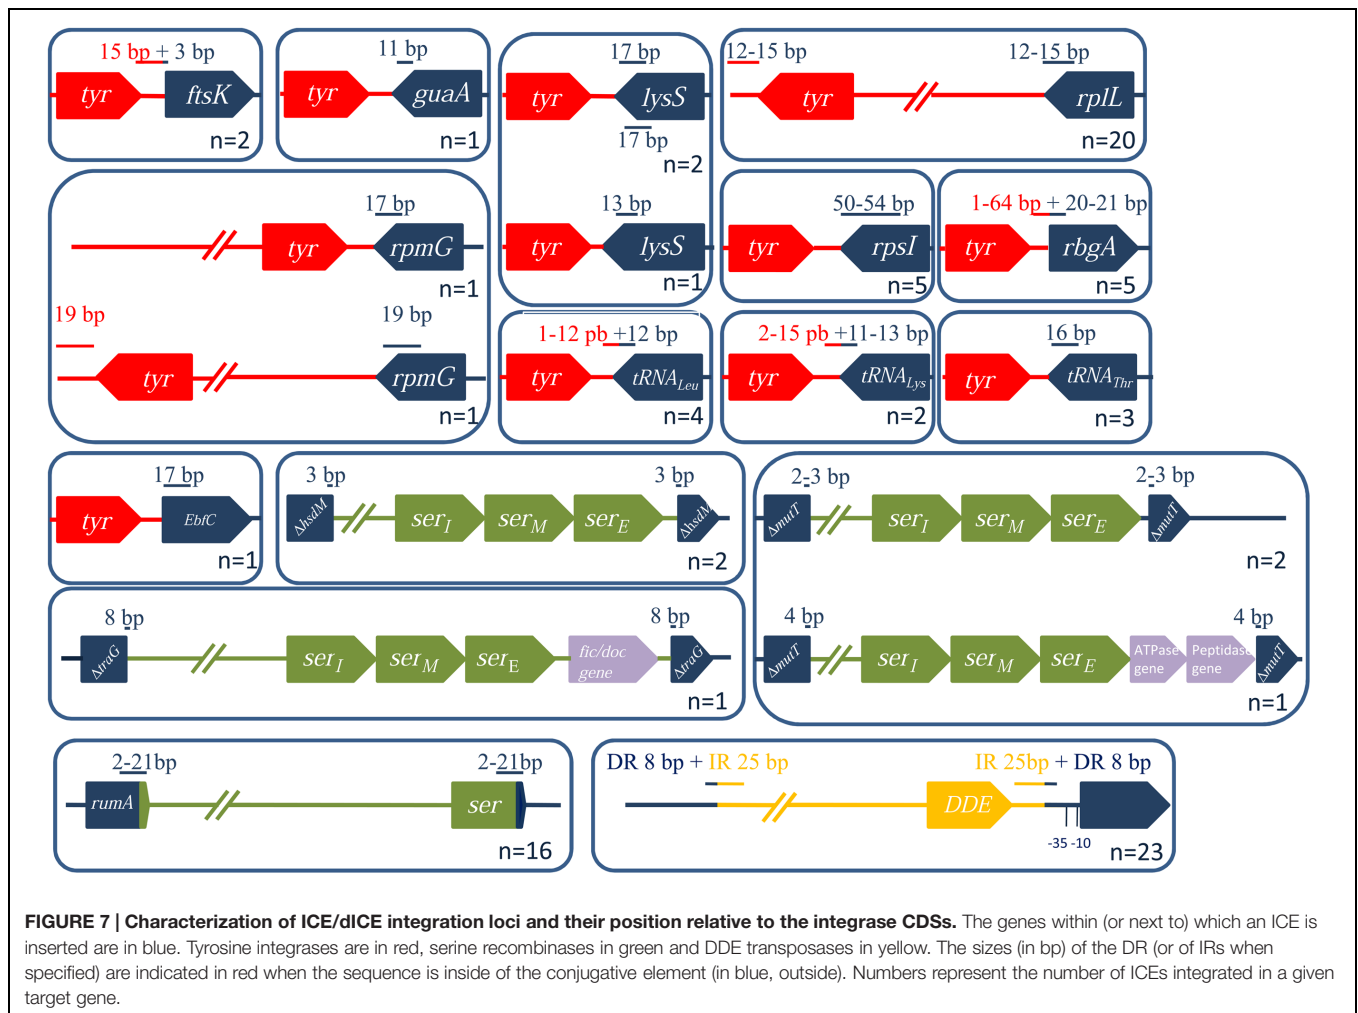 15 bp + 3 bp
tyr ftsK
n=2
11 bp
tyr guaA
n=1
17 bp
tyr lysS
17 bp
n=2
13 bp
tyr lysS
n=1
12-15 bp 12-15 bp
tyr rplL
n=20
17 bp
tyr rpmG
n=1
19 bp 19 bp
tyr rpmG
n=1
50-54 bp
tyr rpsI
n=5
1-64 bp + 20-21 bp
tyr rbgA
n=5
1-12 pb +12 bp
tyr tRNALeu
n=4
2-15 pb +11-13 bp
tyr tRNALys
n=2
16 bp
tyr tRNAThr
n=3
17 bp
tyr EbfC
n=1
3 bp 3 bp
ΔhsdM serI serM serE ΔhsdM
n=2
2-3 bp 2-3 bp
ΔmutT serI serM serE ΔmutT
n=2
8 bp 8 bp
ΔtraG serI serM serE fic/doc gene ΔtraG
n=1
4 bp 4 bp
ΔmutT serI serM serE ATPase gene Peptidase gene ΔmutT
n=1
2-21bp 2-21bp
rumA ser
n=16
DR 8 bp + IR 25 bp IR 25bp + DR 8 bp
DDE
-35 -10
n=23
FIGURE 7 | Characterization of ICE/dICE integration loci and their position relative to the integrase CDSs. The genes within (or next to) which an ICE is
inserted are in blue. Tyrosine integrases are in red, serine recombinases in green and DDE transposases in yellow. The sizes (in bp) of the DR (or of IRs when
specified) are indicated in red when the sequence is inside of the conjugative element (in blue, outside). Numbers represent the number of ICEs integrated in a given
target gene.